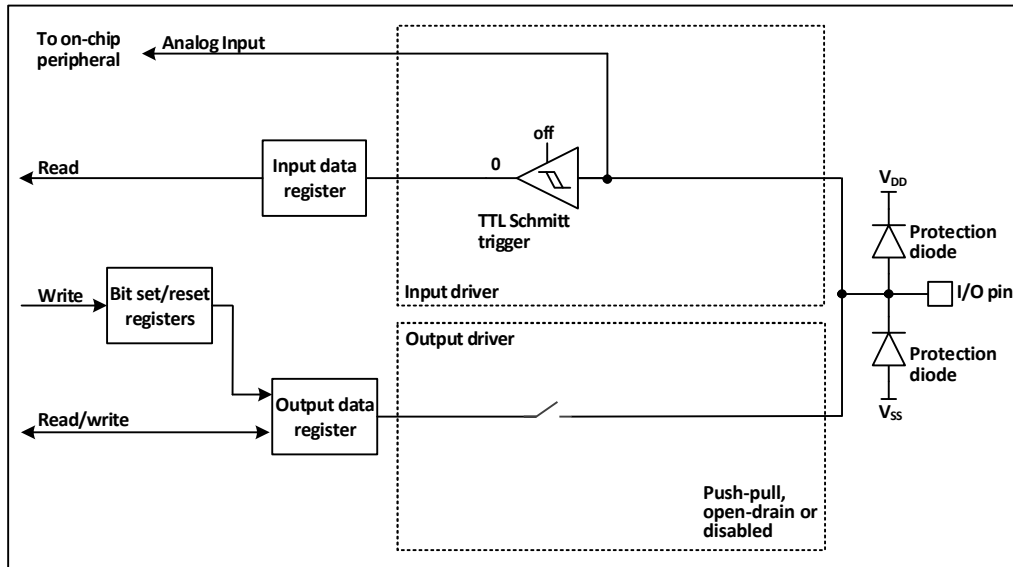 To on-chip
peripheral
Analog Input
off
Read
Input data
register
0
TTL Schmitt
trigger
VDD
Protection
diode
Write
Bit set/reset
registers
Input driver
I/O pin
Output driver
Protection
diode
Read/write
Output data
register
VSS
Push-pull,
open-drain or
disabled